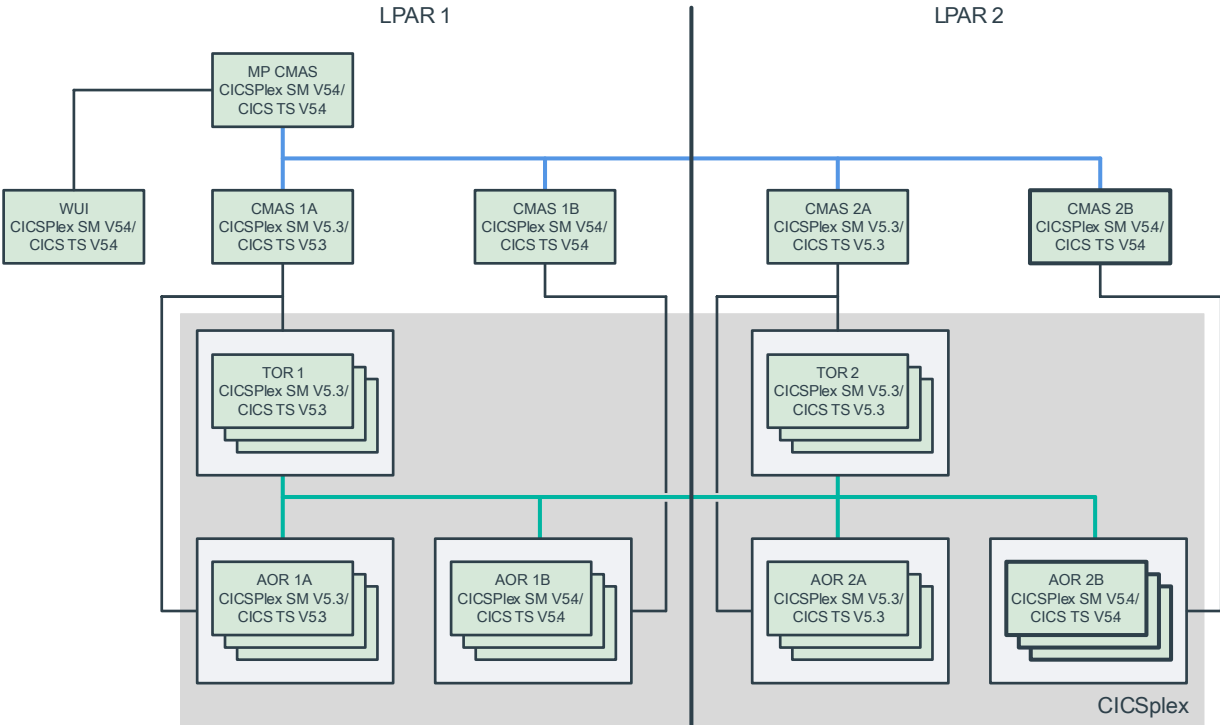 LPAR 1
LPAR 2
MP CMAS
CICSPlex SM V54/
CICS TS V54
WUI
CICSPlex SM V54/
CICS TS V54
CMAS 1A
CICSPlex SM V5.3/
CICS TS V53
CMAS 1B
CICSPlex SM V54/
CICS TS V54
CMAS 2A
CICSPlex SM V5.3/
CICS TS V5.3
CMAS 2B
CICSPlex SM V54/
CICS TS V54
TOR 1
CICSPlex SM V5.3/
CICS TS V53
TOR 2
CICSPlex SM V5.3/
CICS TS V5.3
AOR 1A
CICSPlex SM V5.3/
CICS TS V5.3
AOR 1B
CICSPlex SM V54/
CICS TS V54
AOR 2A
CICSPlex SM V5.3/
CICS TS V5.3
AOR 2B
CICSPlex SM V54/
CICS TS V54
CICSplex